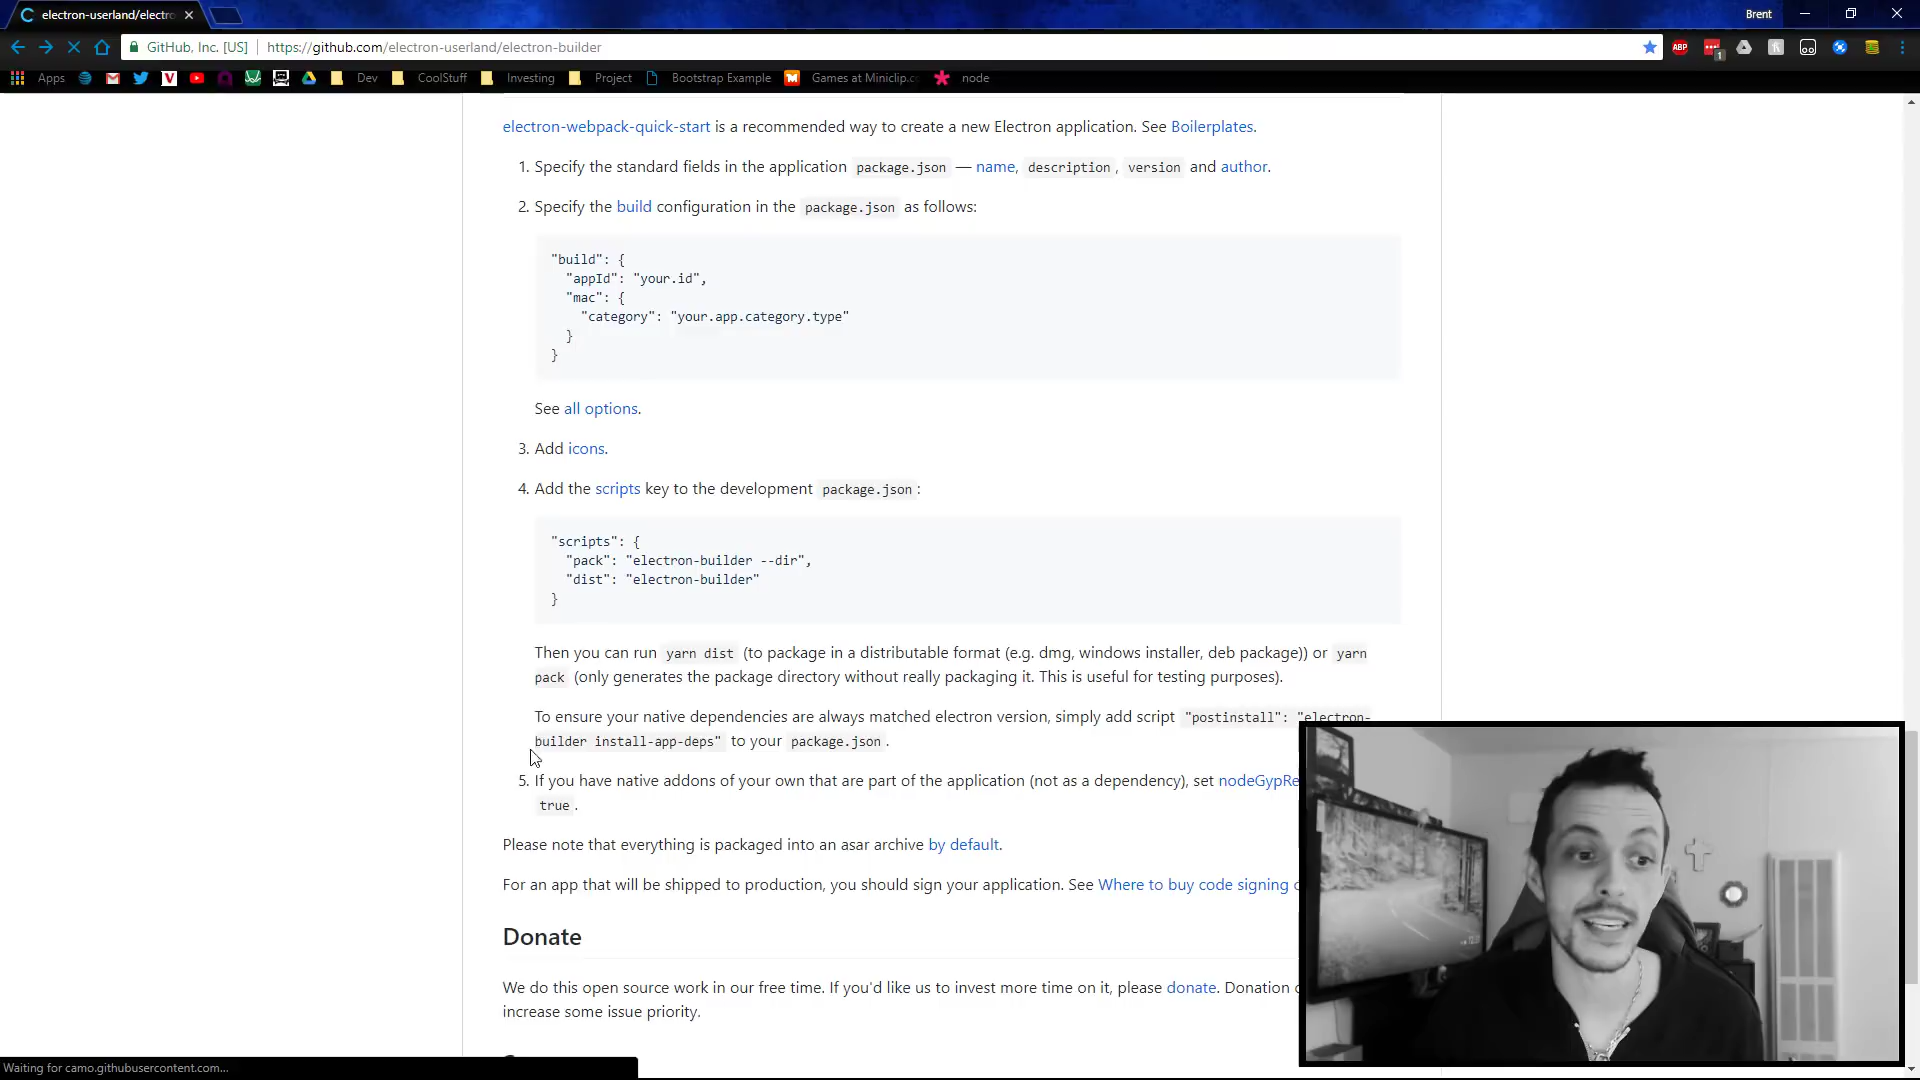 electron-userland/electro
Brent
GitHub, Inc. [US]
https://github.com/electron-userland/electron-builder
ABP
1
Apps
Dev
CoolStuff
Investing
Project
Bootstrap Example
Games at Miniclip.c
node
electron-webpack-quick-start is a recommended way to create a new Electron application. See Boilerplates.
1. Specify the standard fields in the application package.json — name, description, version and author.
2. Specify the build configuration in the package.json as follows:
"build": {
"appId": "your.id",
"mac": {
"category": "your.app.category.type"
}
}
See all options.
3. Add icons.
4. Add the scripts key to the development package.json:
"scripts": {
"pack": "electron-builder --dir",
"dist": "electron-builder"
}
Then you can run yarn dist (to package in a distributable format (e.g. dmg, windows installer, deb package)) or yarn
pack (only generates the package directory without really packaging it. This is useful for testing purposes).
To ensure your native dependencies are always matched electron version, simply add script "postinstall": "electron-
builder install-app-deps" to your package.json.
5. If you have native addons of your own that are part of the application (not as a dependency), set nodeGypRe
true.
Please note that everything is packaged into an asar archive by default.
For an app that will be shipped to production, you should sign your application. See Where to buy code signing
Donate
We do this open source work in our free time. If you'd like us to invest more time on it, please donate. Donation
increase some issue priority.
Waiting for camo.githubusercontent.com...